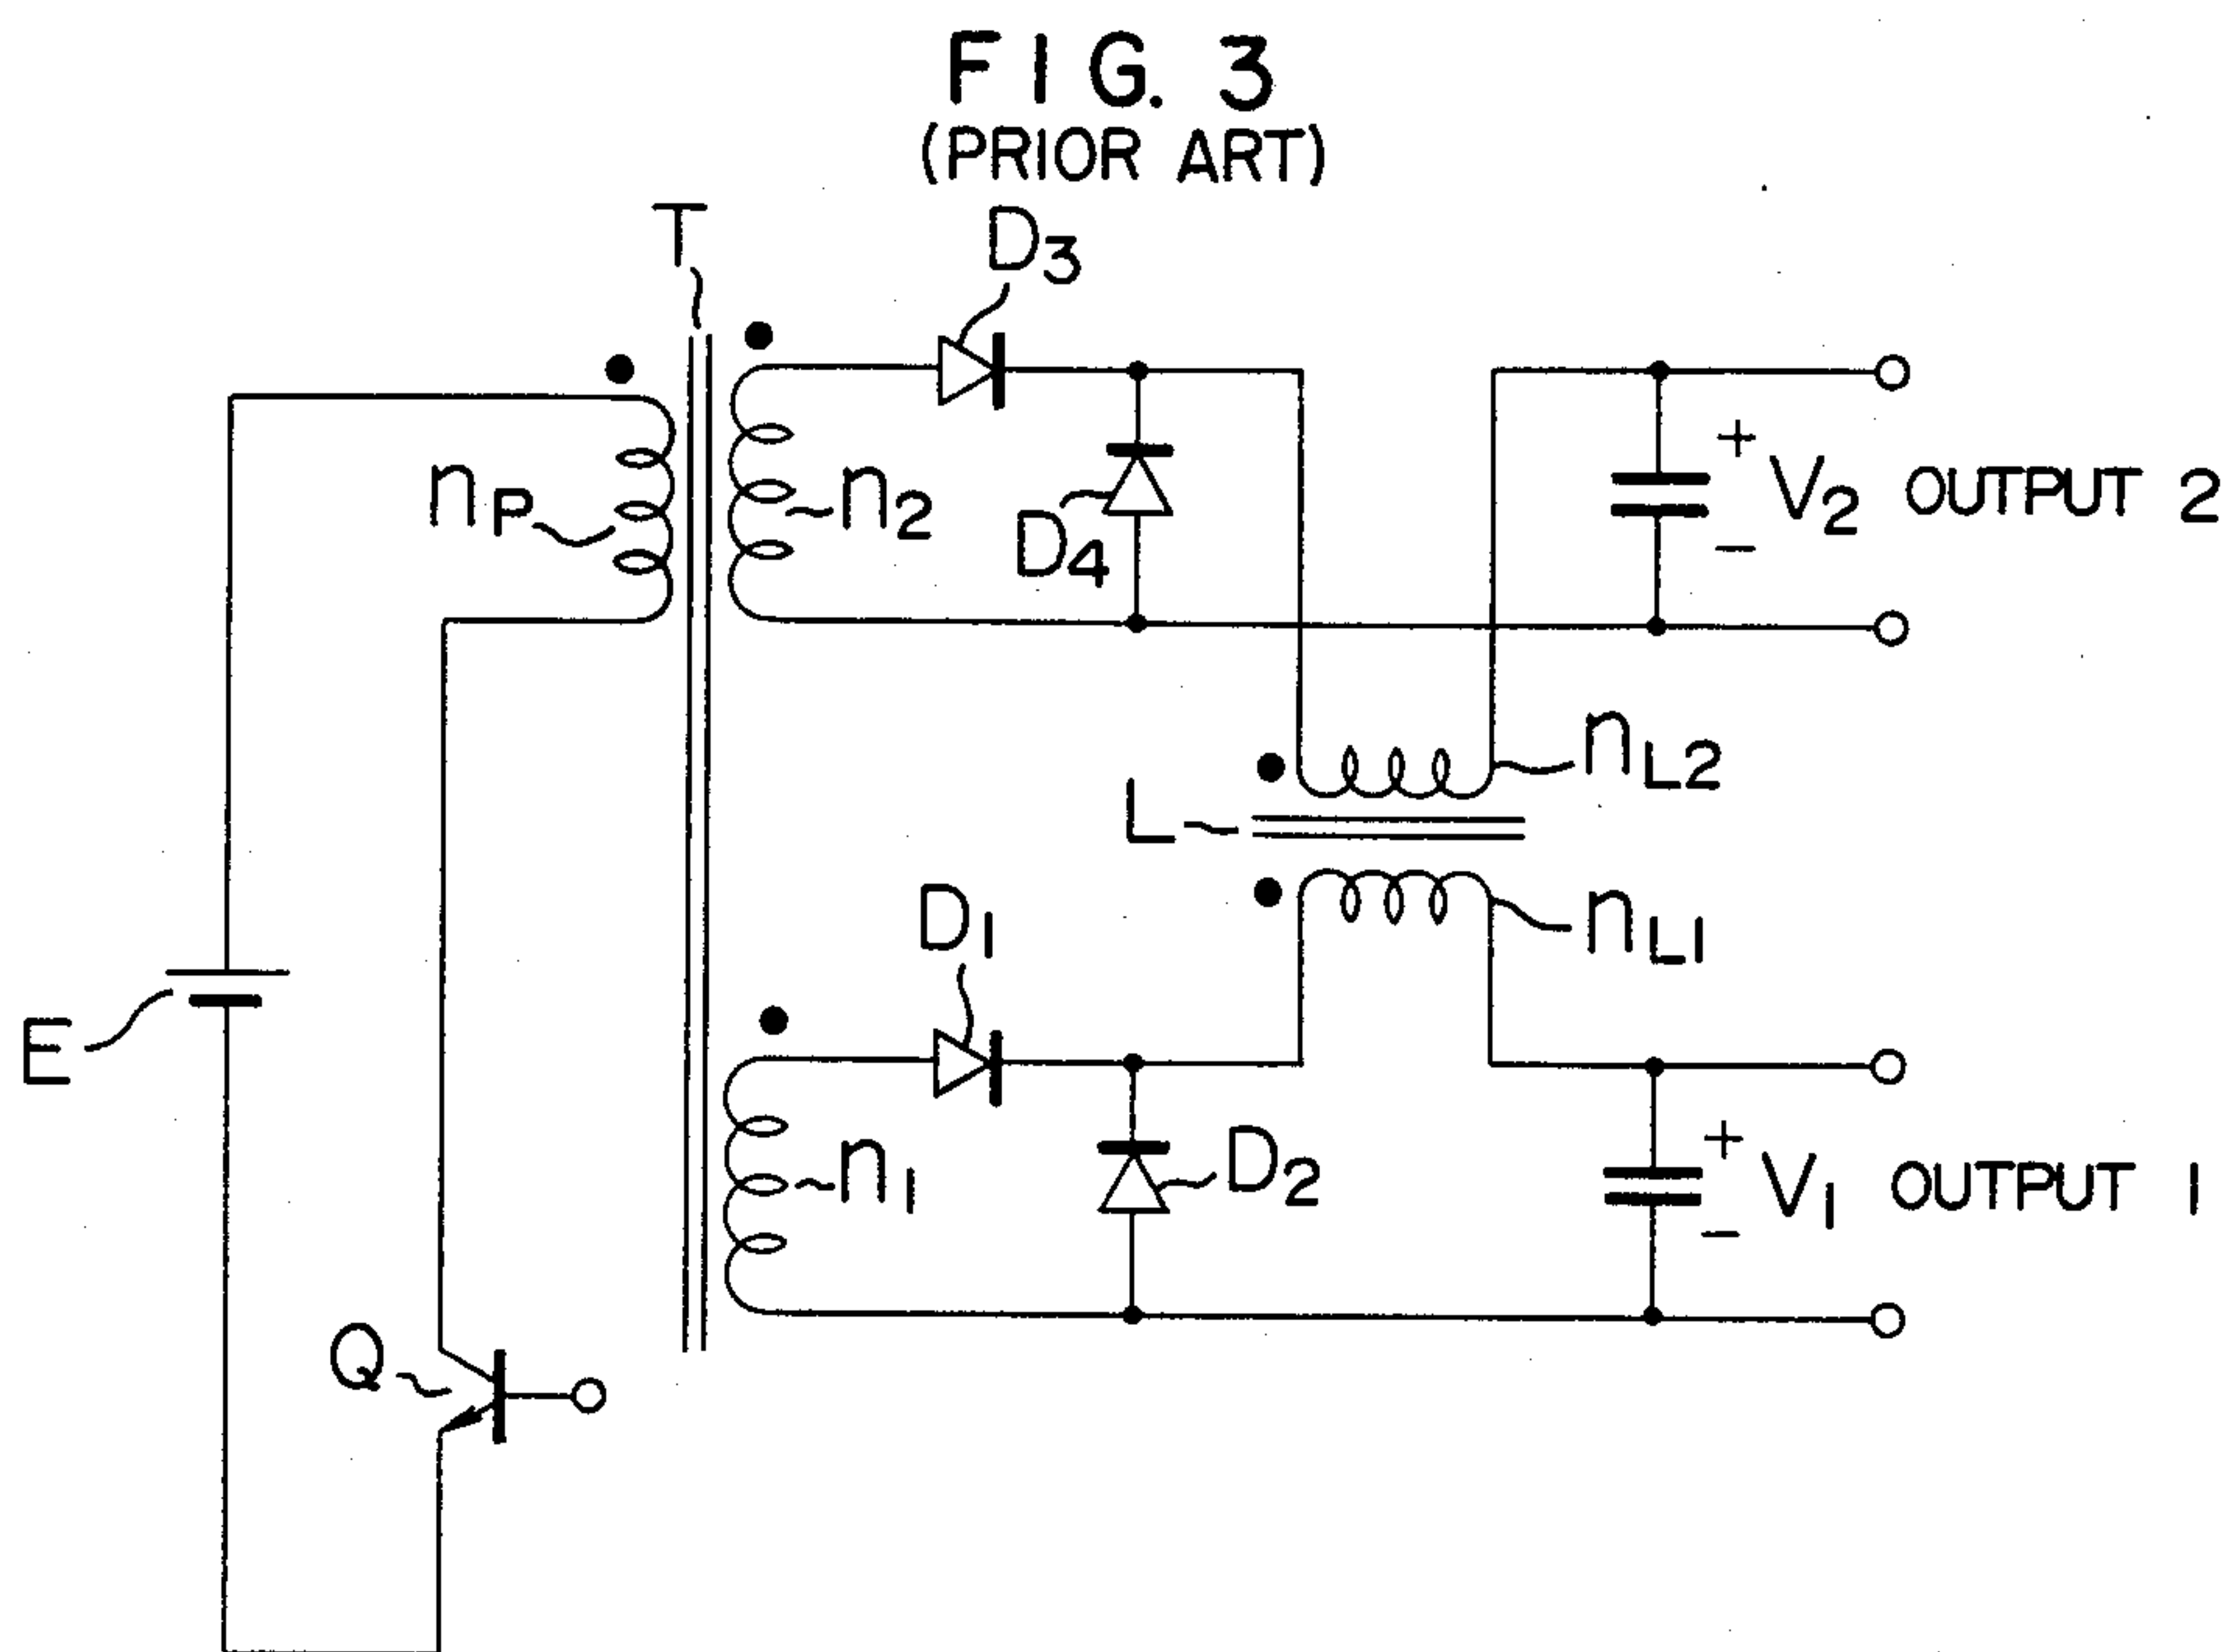 FIG. 3
(PRIOR ART)
T
D3
nP
n2
D4
+
V2 OUTPUT 2
−
nL2
L
nL1
D1
E
n1
D2
+
V1 OUTPUT 1
−
Q